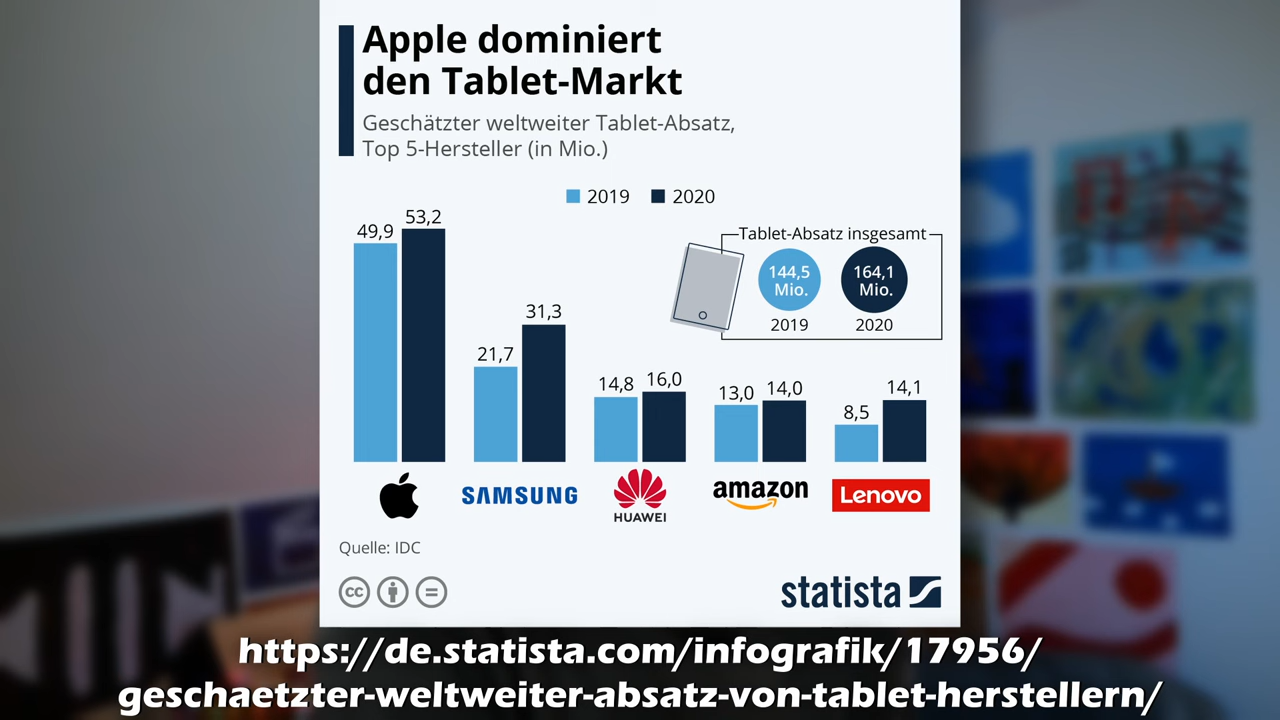 Apple dominiert
den Tablet-Markt
Geschätzter weltweiter Tablet-Absatz,
Top 5-Hersteller (in Mio.)
2019 2020
49,9 53,2
21,7 31,3
14,8 16,0
13,0 14,0
8,5 14,1
Tablet-Absatz insgesamt
144,5 Mio.
164,1 Mio.
2019 2020
SAMSUNG
HUAWEI
amazon
Lenovo
Quelle: IDC
cc
statista
https://de.statista.com/infografik/17956/
geschaetzter-weltweiter-absatz-von-tablet-herstellern/